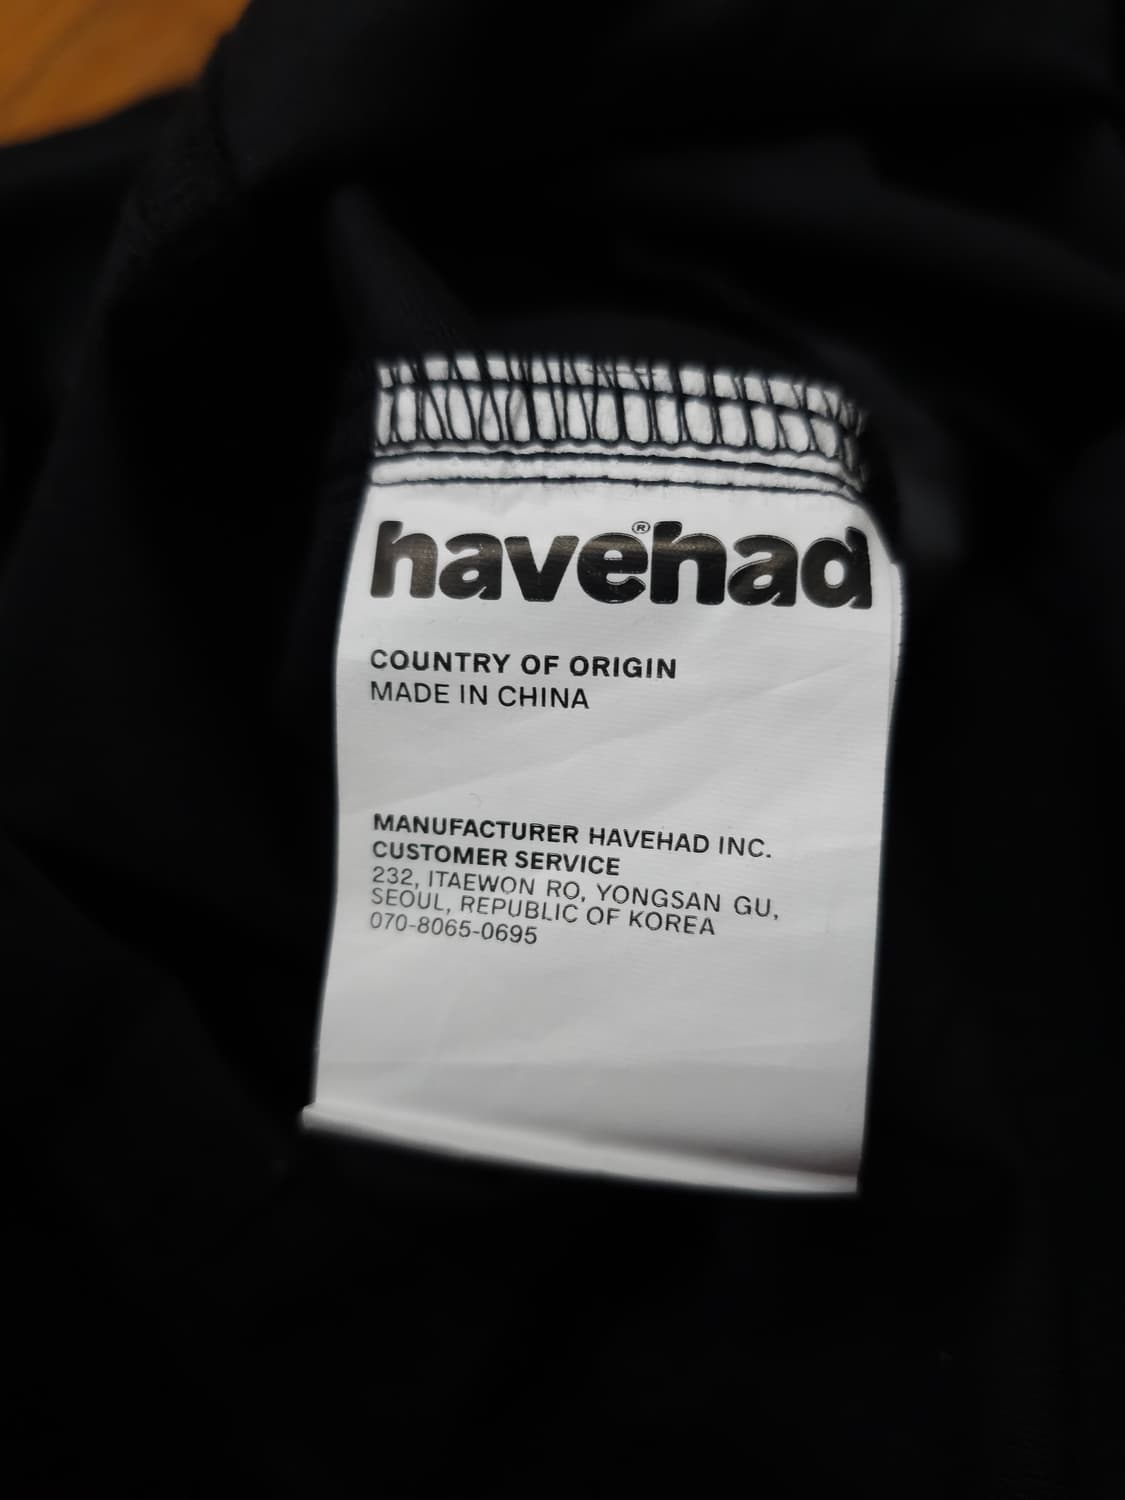 havehad®
COUNTRY OF ORIGIN
MADE IN CHINA
MANUFACTURER HAVEHAD INC.
CUSTOMER SERVICE
232, ITAEWON RO, YONGSAN GU,
SEOUL, REPUBLIC OF KOREA
070-8065-0695